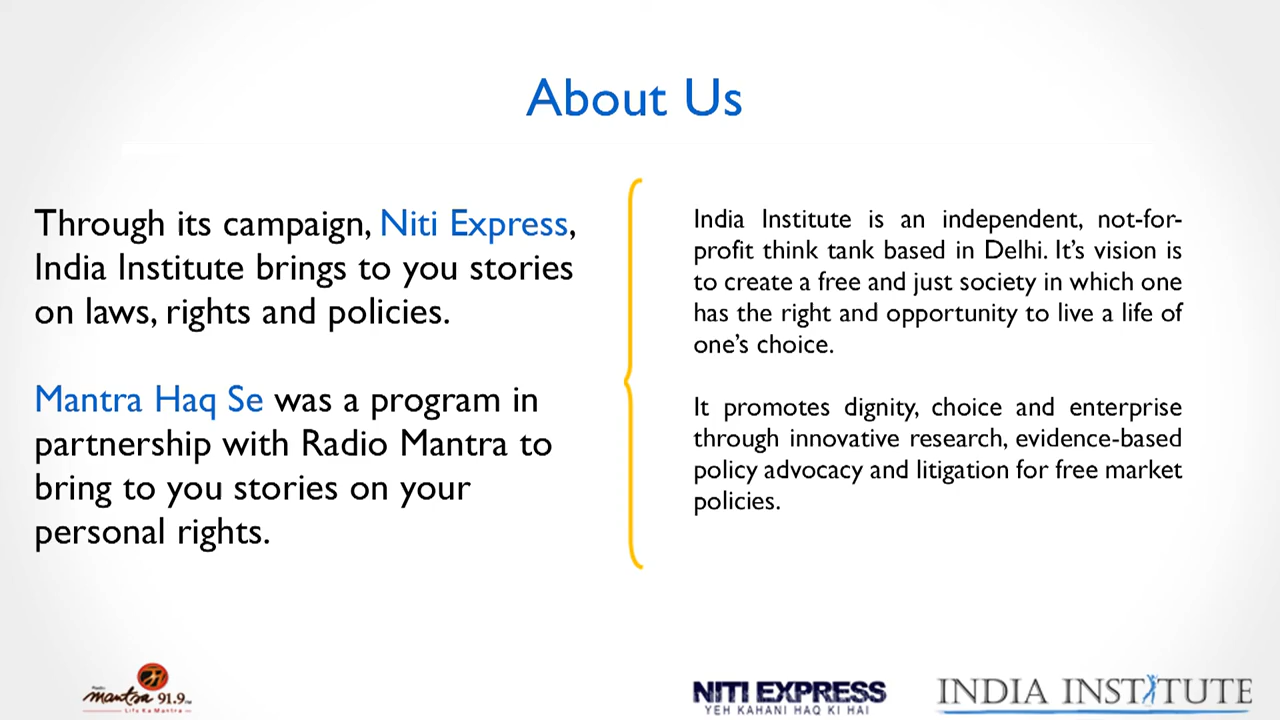 About Us
Through its campaign, Niti Express,
India Institute brings to you stories
on laws, rights and policies.
Mantra Haq Se was a program in
partnership with Radio Mantra to
bring to you stories on your
personal rights.
India Institute is an independent, not-for-
profit think tank based in Delhi. It's vision is
to create a free and just society in which one
has the right and opportunity to live a life of
one's choice.
It promotes dignity, choice and enterprise
through innovative research, evidence-based
policy advocacy and litigation for free market
policies.
Radio
mantra 91.9 FM
Life Ka Mantra
NITI EXPRESS
YEH KAHANI HAQ KI HAI
INDIA INSTITUTE